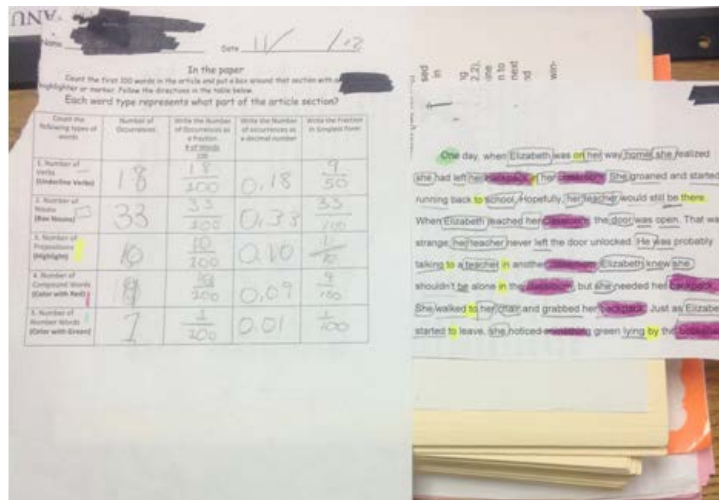 Name
Date 11/ /12
In the paper
Count the first 100 words in the article and put a box around that section with a
highlighter or marker. Follow the directions in the table below.
Each word type represents what part of the article section?
Count the following types of words
Number of Occurrences
Write the Number of Occurrences as a fraction # of Words 100
Write the Number of occurrences as a decimal number
Write the Fraction in Simplest Form
1. Number of Verbs (Underline Verbs)
18
18/100
0.18
9/50
2. Number of Nouns (Box Nouns)
33
33/100
0.33
33/100
3. Number of Prepositions (Highlight)
10
10/100
0.10
1/10
4. Number of Compound Words (Color with Red)
9
9/100
0.09
9/100
5. Number of Number Words (Color with Green)
1
1/100
0.01
1/100
One day, when Elizabeth was on her way home, she realized
she had left her backpack in her classroom. She groaned and started
running back to school. Hopefully, her teacher would still be there.
When Elizabeth reached her classroom, the door was open. That was
strange, her teacher never left the door unlocked. He was probably
talking to a teacher in another classroom. Elizabeth knew she
shouldn't be alone in the classroom, but she needed her backpack.
She walked to her chair and grabbed her backpack. Just as Elizabe
started to leave, she noticed something green lying by the